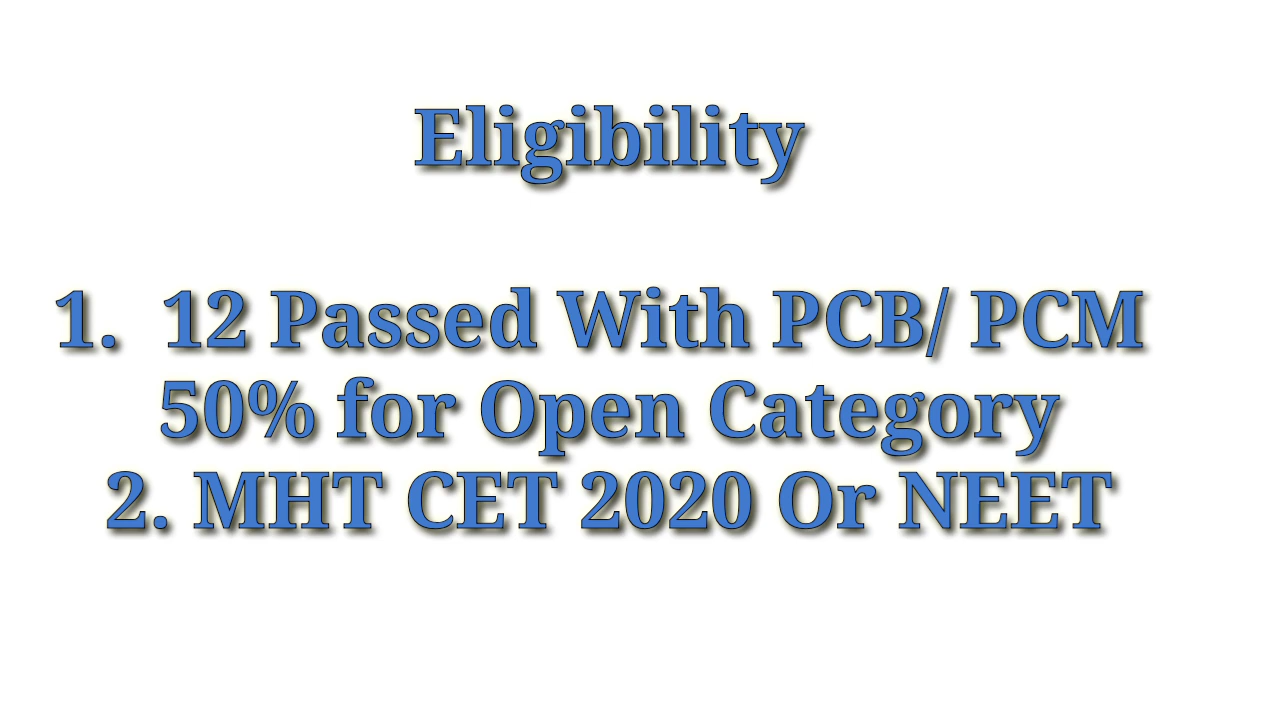 Eligibility
1. 12 Passed With PCB/ PCM
50% for Open Category
2. MHT CET 2020 Or NEET